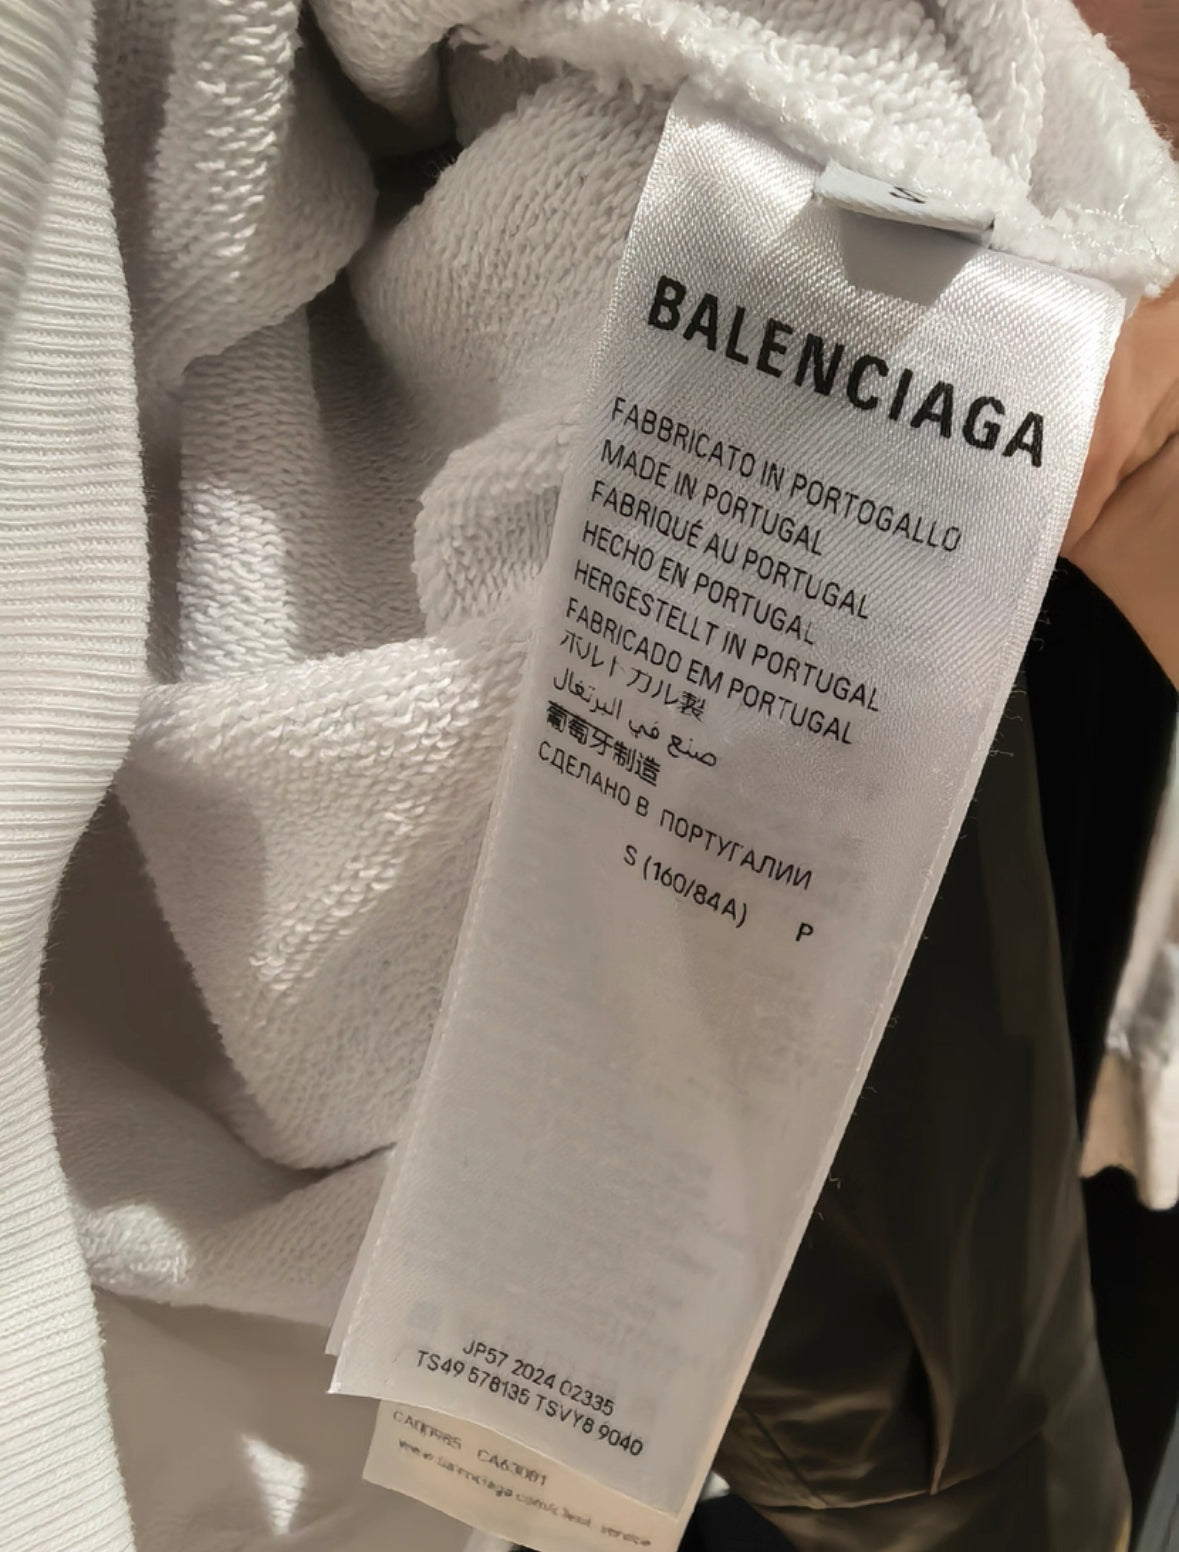 S
BALENCIAGA
FABBRICATO IN PORTOGALLO
MADE IN PORTUGAL
FABRIQUÉ AU PORTUGAL
HECHO EN PORTUGAL
HERGESTELLT IN PORTUGAL
FABRICADO EM PORTUGAL
ポルトガル製
صنع في البرتغال
葡萄牙制造
СДЕЛАНО В ПОРТУГАЛИИ
S (160/84A) P
JP57 2024 02335
TS49 578135 TSVY8 9040